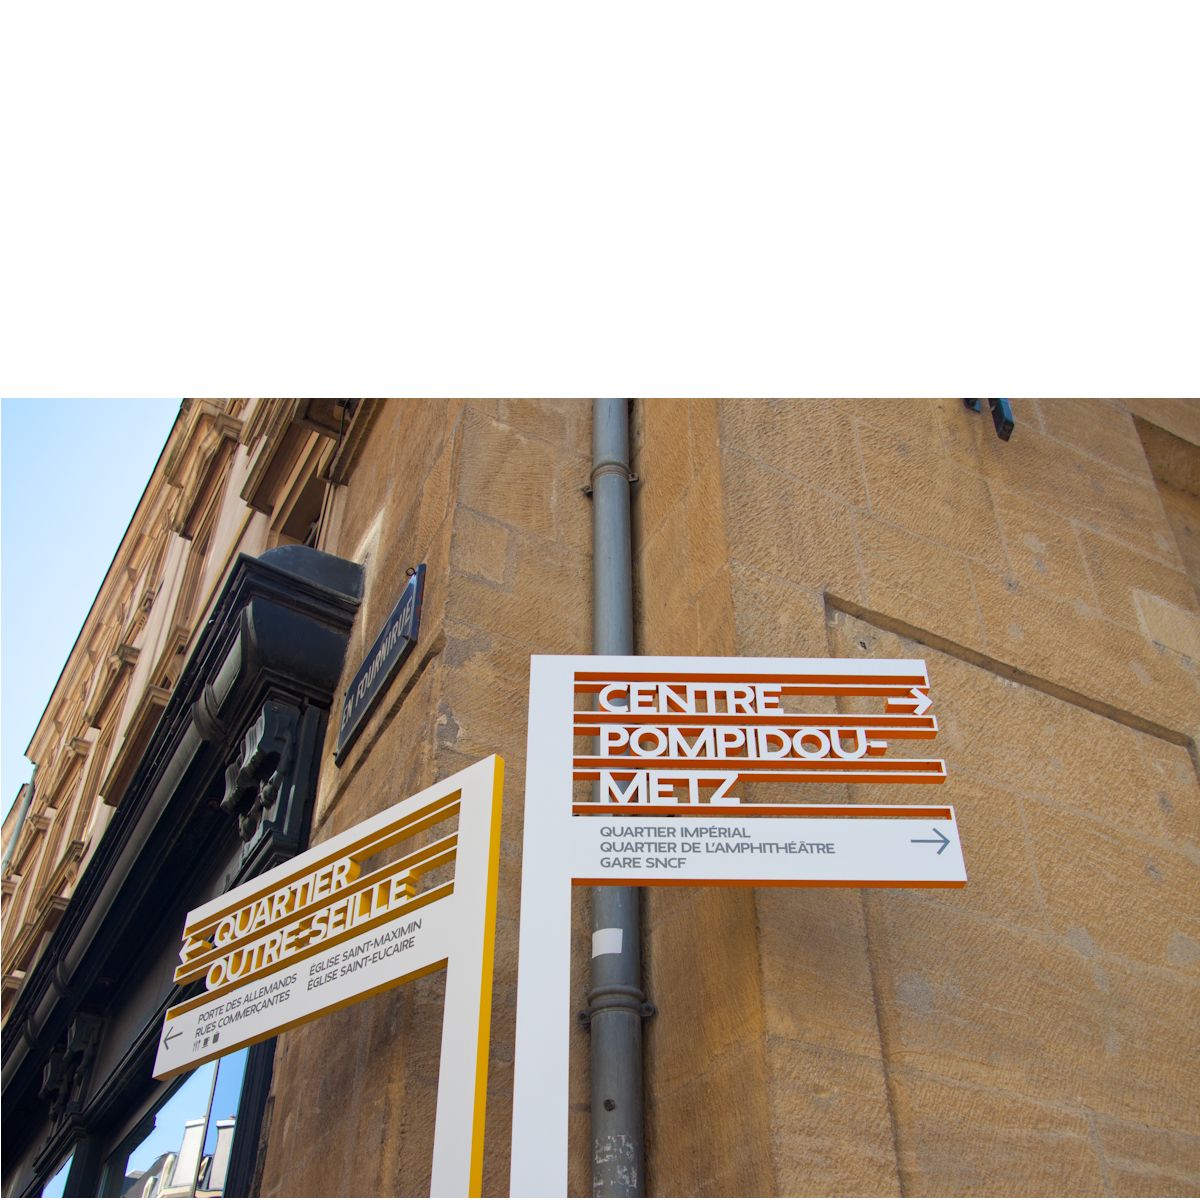 EN FOURNIRUE
QUARTIER
OUTRE-SEILLE
PORTE DES ALLEMANDS
RUES COMMERÇANTES
ÉGLISE SAINT-MAXIMIN
ÉGLISE SAINT-EUCAIRE
CENTRE
POMPIDOU-
METZ
QUARTIER IMPÉRIAL
QUARTIER DE L'AMPHITHÉÂTRE
GARE SNCF